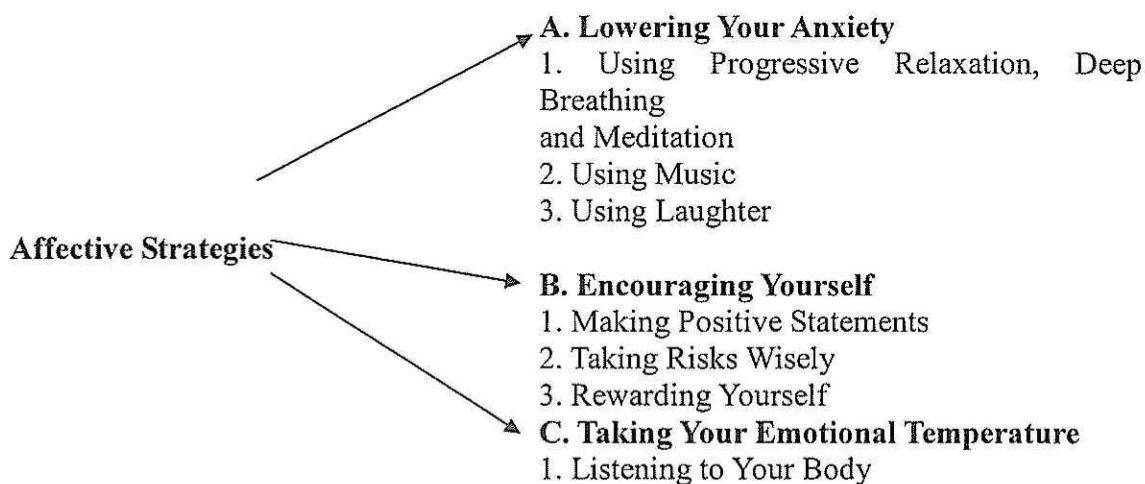 A. Lowering Your Anxiety
1. Using Progressive Relaxation, Deep
Breathing
and Meditation
2. Using Music
3. Using Laughter
Affective Strategies
B. Encouraging Yourself
1. Making Positive Statements
2. Taking Risks Wisely
3. Rewarding Yourself
C. Taking Your Emotional Temperature
1. Listening to Your Body